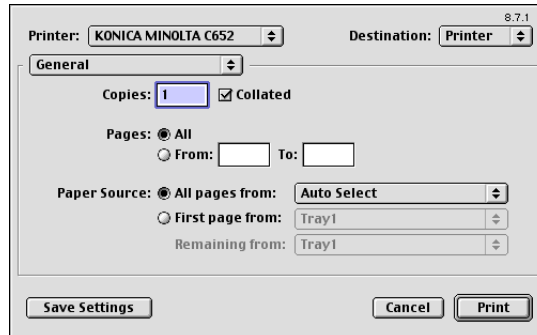 8.7.1
Printer: KONICA MINOLTA C652 Destination: Printer
General
Copies: 1 Collated
Pages: All
From: To:
Paper Source: All pages from: Auto Select
First page from: Tray1
Remaining from: Tray1
Save Settings Cancel Print